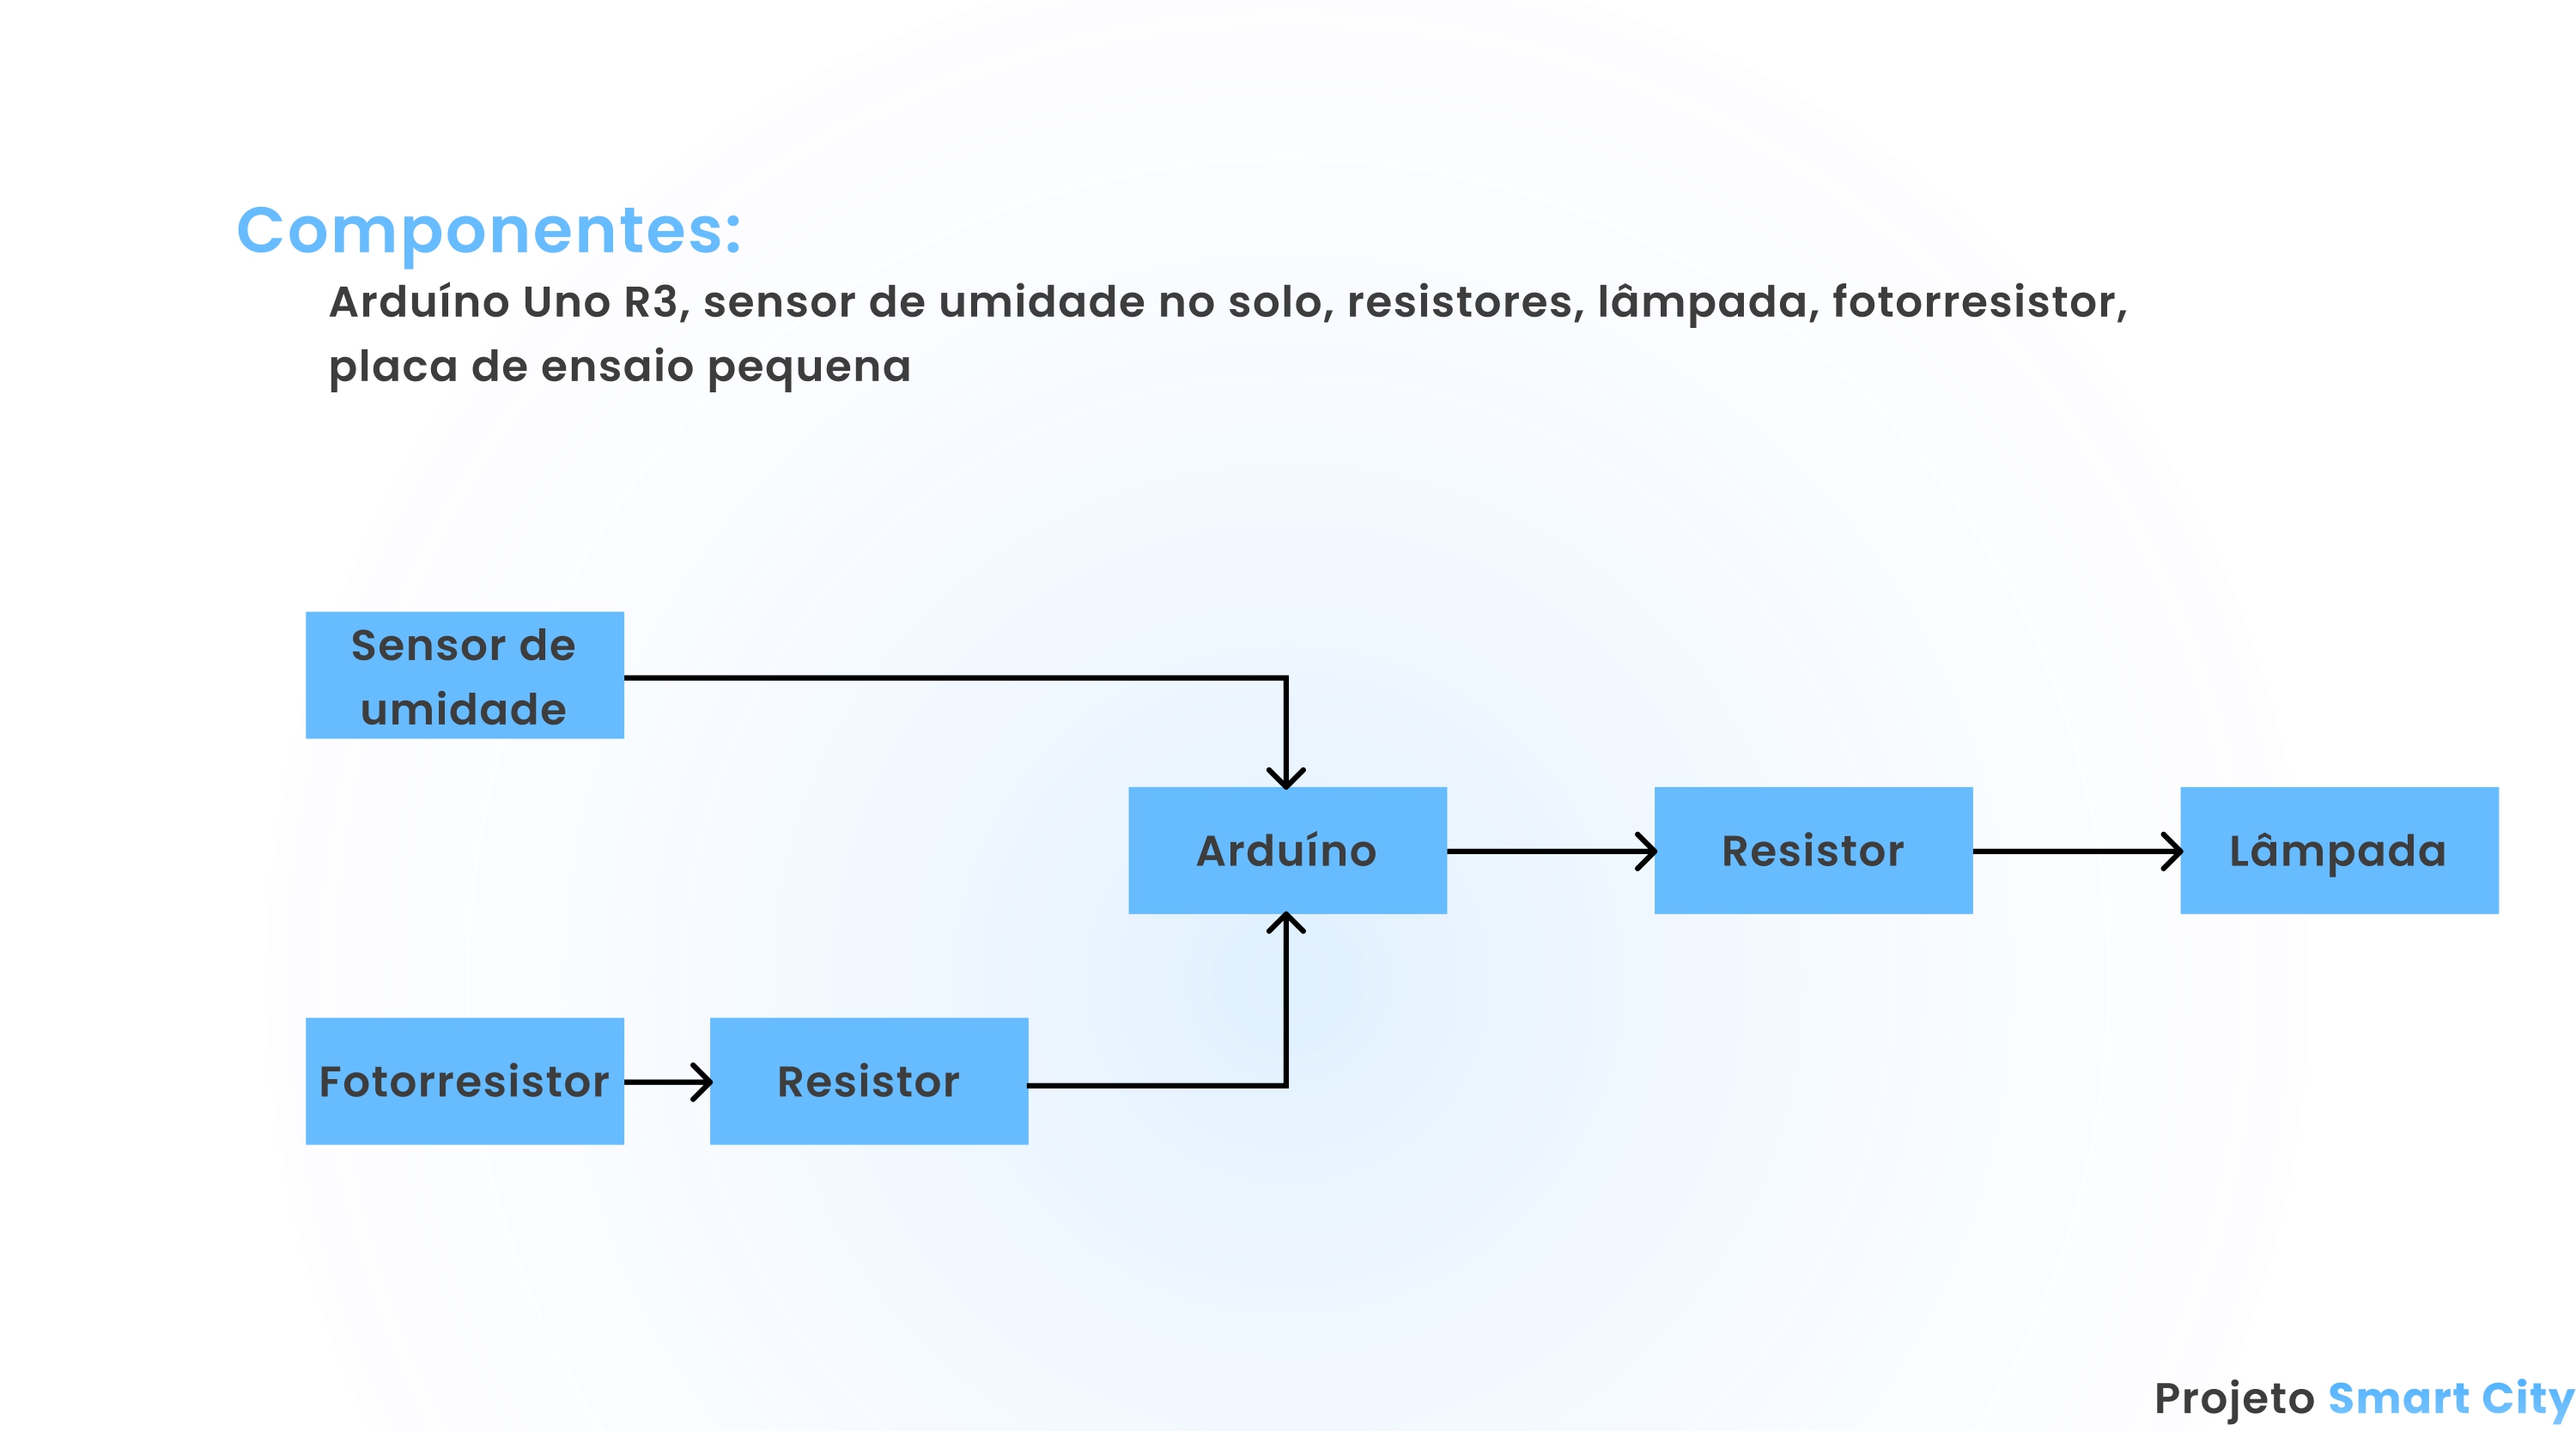 Componentes:
Arduíno Uno R3, sensor de umidade no solo, resistores, lâmpada, fotorresistor,
placa de ensaio pequena
Sensor de
umidade
Arduíno
Resistor
Lâmpada
Fotorresistor
Resistor
Projeto Smart City